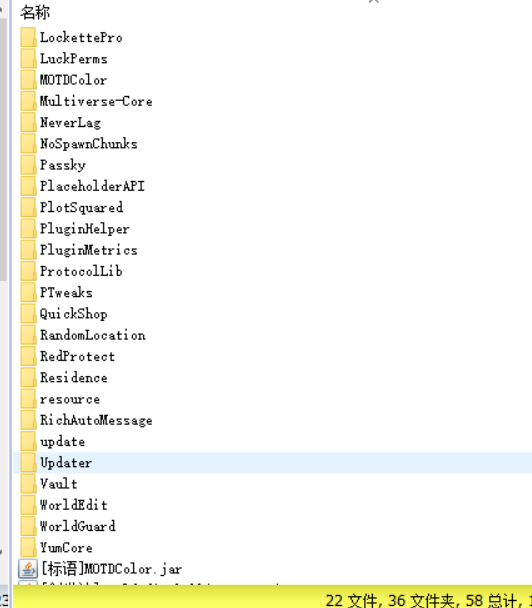 名称
LockettePro
LuckPerms
MOTDColor
Multiverse-Core
NeverLag
NoSpawnChunks
Passky
PlaceholderAPI
PlotSquared
PluginHelper
PluginMetrics
ProtocolLib
PTweaks
QuickShop
RandomLocation
RedProtect
Residence
resource
RichAutoMessage
update
Updater
Vault
WorldEdit
WorldGuard
YumCore
[标语]MOTDColor.jar
22 文件, 36 文件夹, 58 总计,